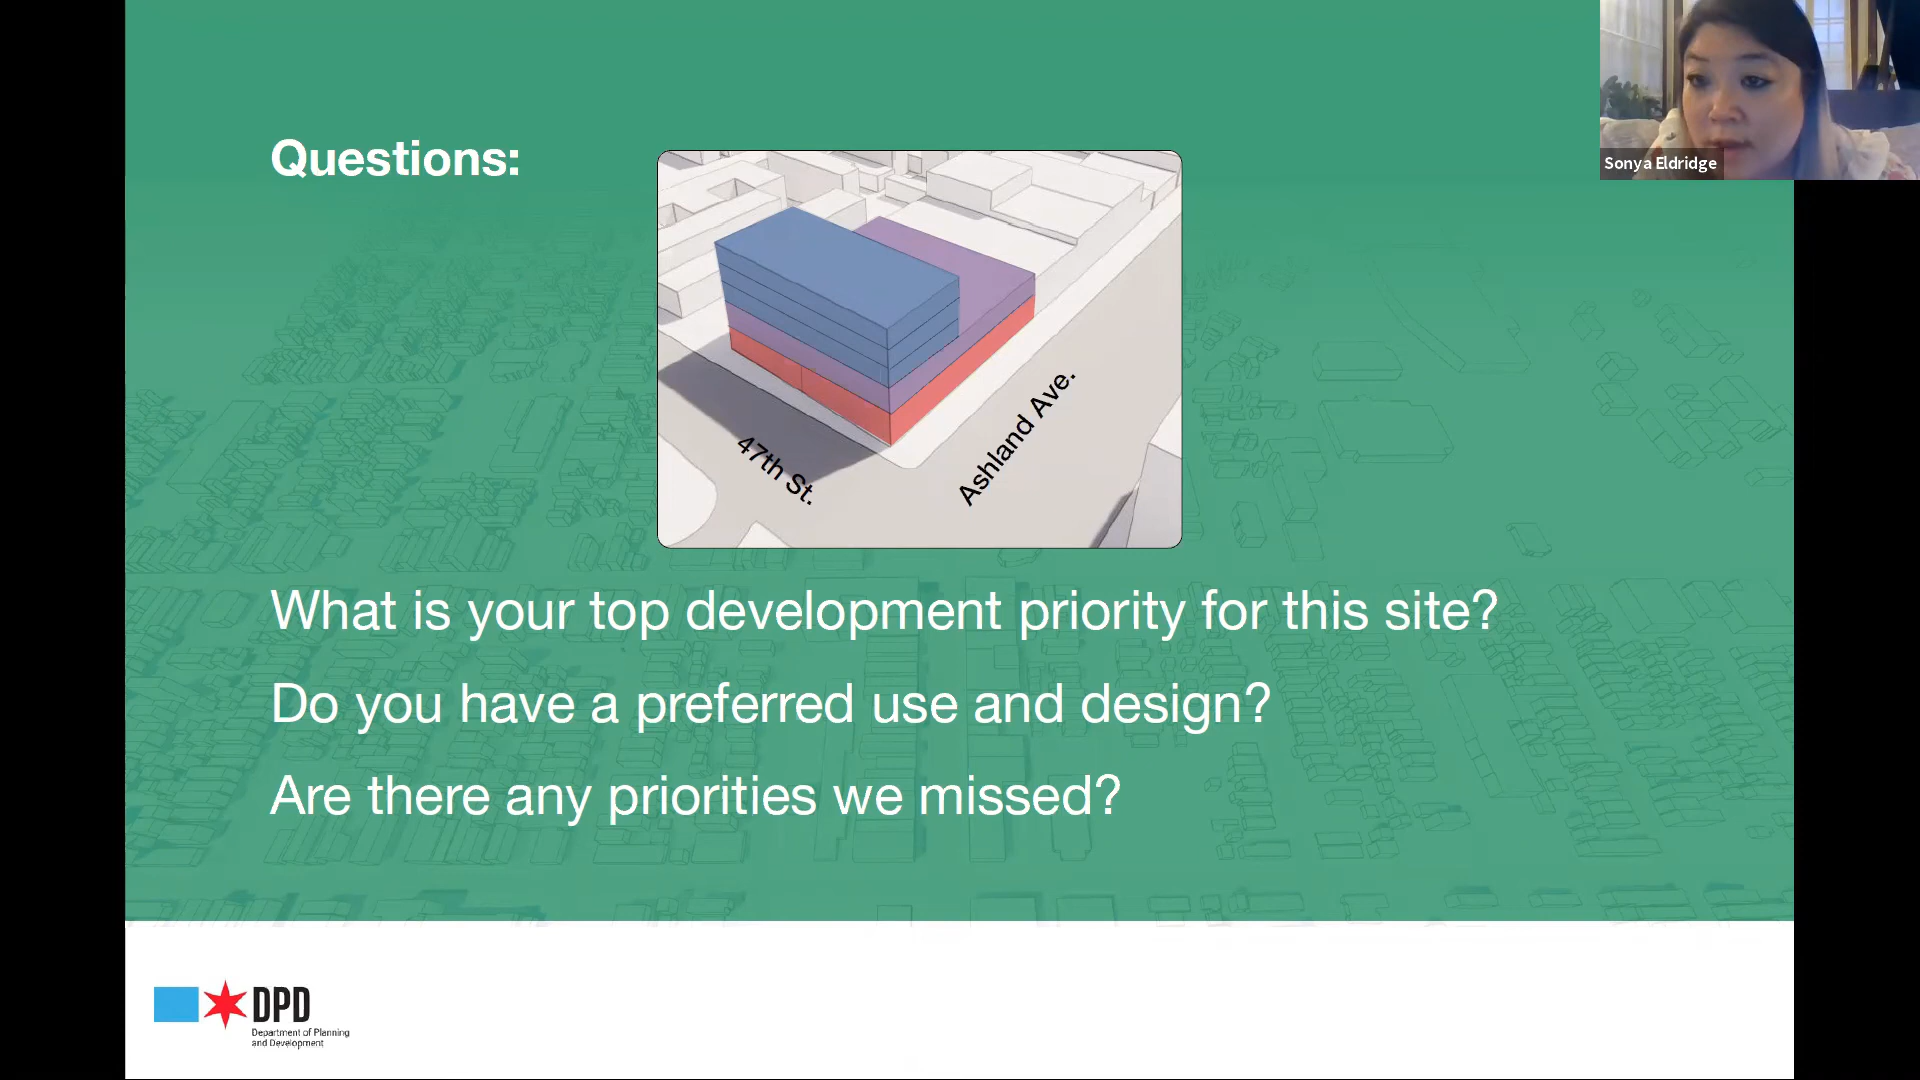 Sonya Eldridge
Questions:
47th St.
Ashland Ave.
What is your top development priority for this site?
Do you have a preferred use and design?
Are there any priorities we missed?
DPD
Department of Planning
and Development